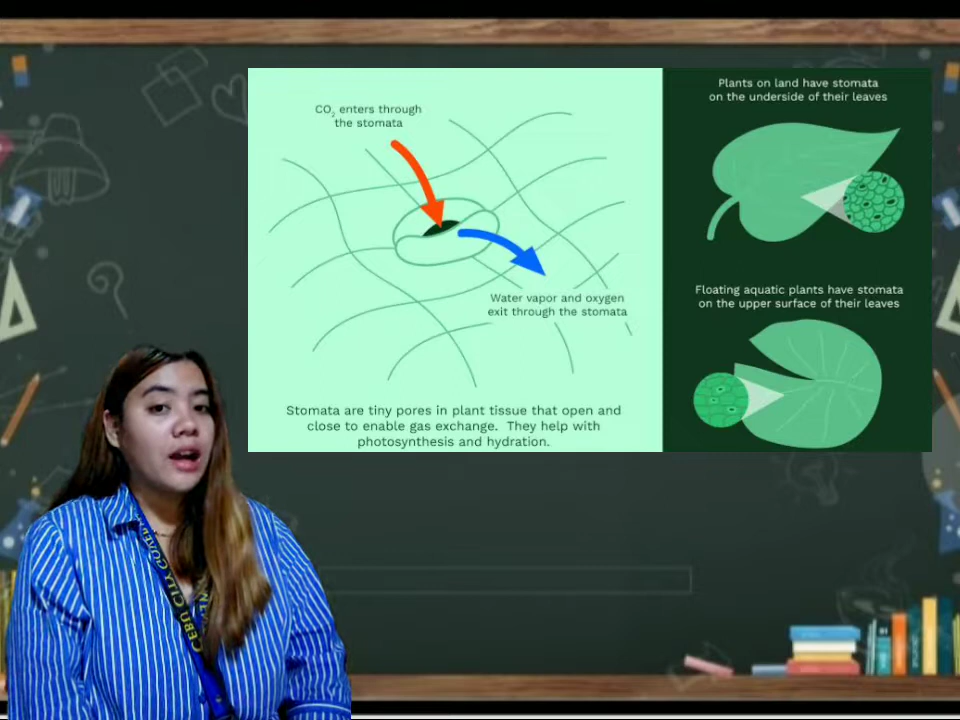 CO₂ enters through
the stomata
Water vapor and oxygen
exit through the stomata
Stomata are tiny pores in plant tissue that open and
close to enable gas exchange. They help with
photosynthesis and hydration.
Plants on land have stomata
on the underside of their leaves
Floating aquatic plants have stomata
on the upper surface of their leaves
CEBU CITY